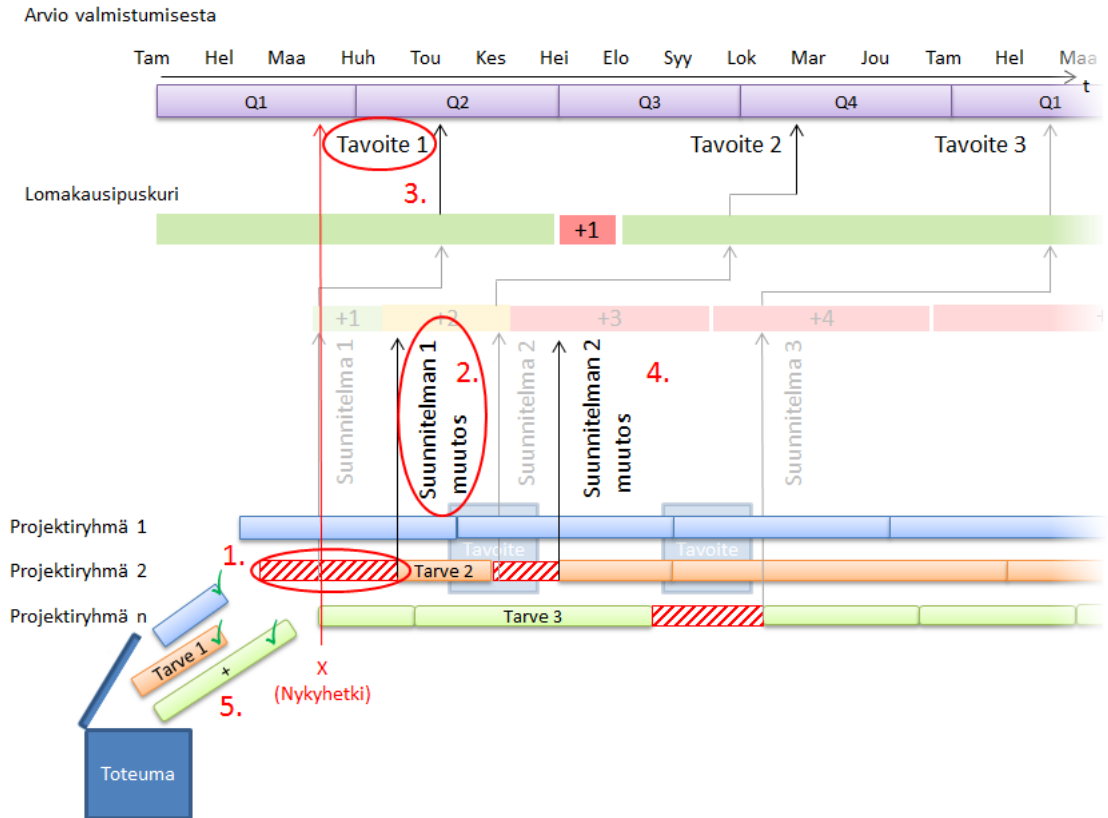 Arvio valmistumisesta
Tam Hel Maa Huh Tou Kes Hei Elo Syy Lok Mar Jou Tam Hel Maa
t
Q1 Q2 Q3 Q4 Q1
Tavoite 1 Tavoite 2 Tavoite 3
3.
Lomakausipuskuri
+1
+1 +2 +3 +4 +
Suunnitelma 1
Suunnitelman 1
muutos
2.
Suunnitelma 2
Suunnitelman 2
muutos
4.
Suunnitelma 3
Projektiryhmä 1
Tavoite Tavoite
1.
Projektiryhmä 2
Tarve 2
Projektiryhmä n
Tarve 3
Tarve 1
+
5.
X
(Nykyhetki)
Toteuma